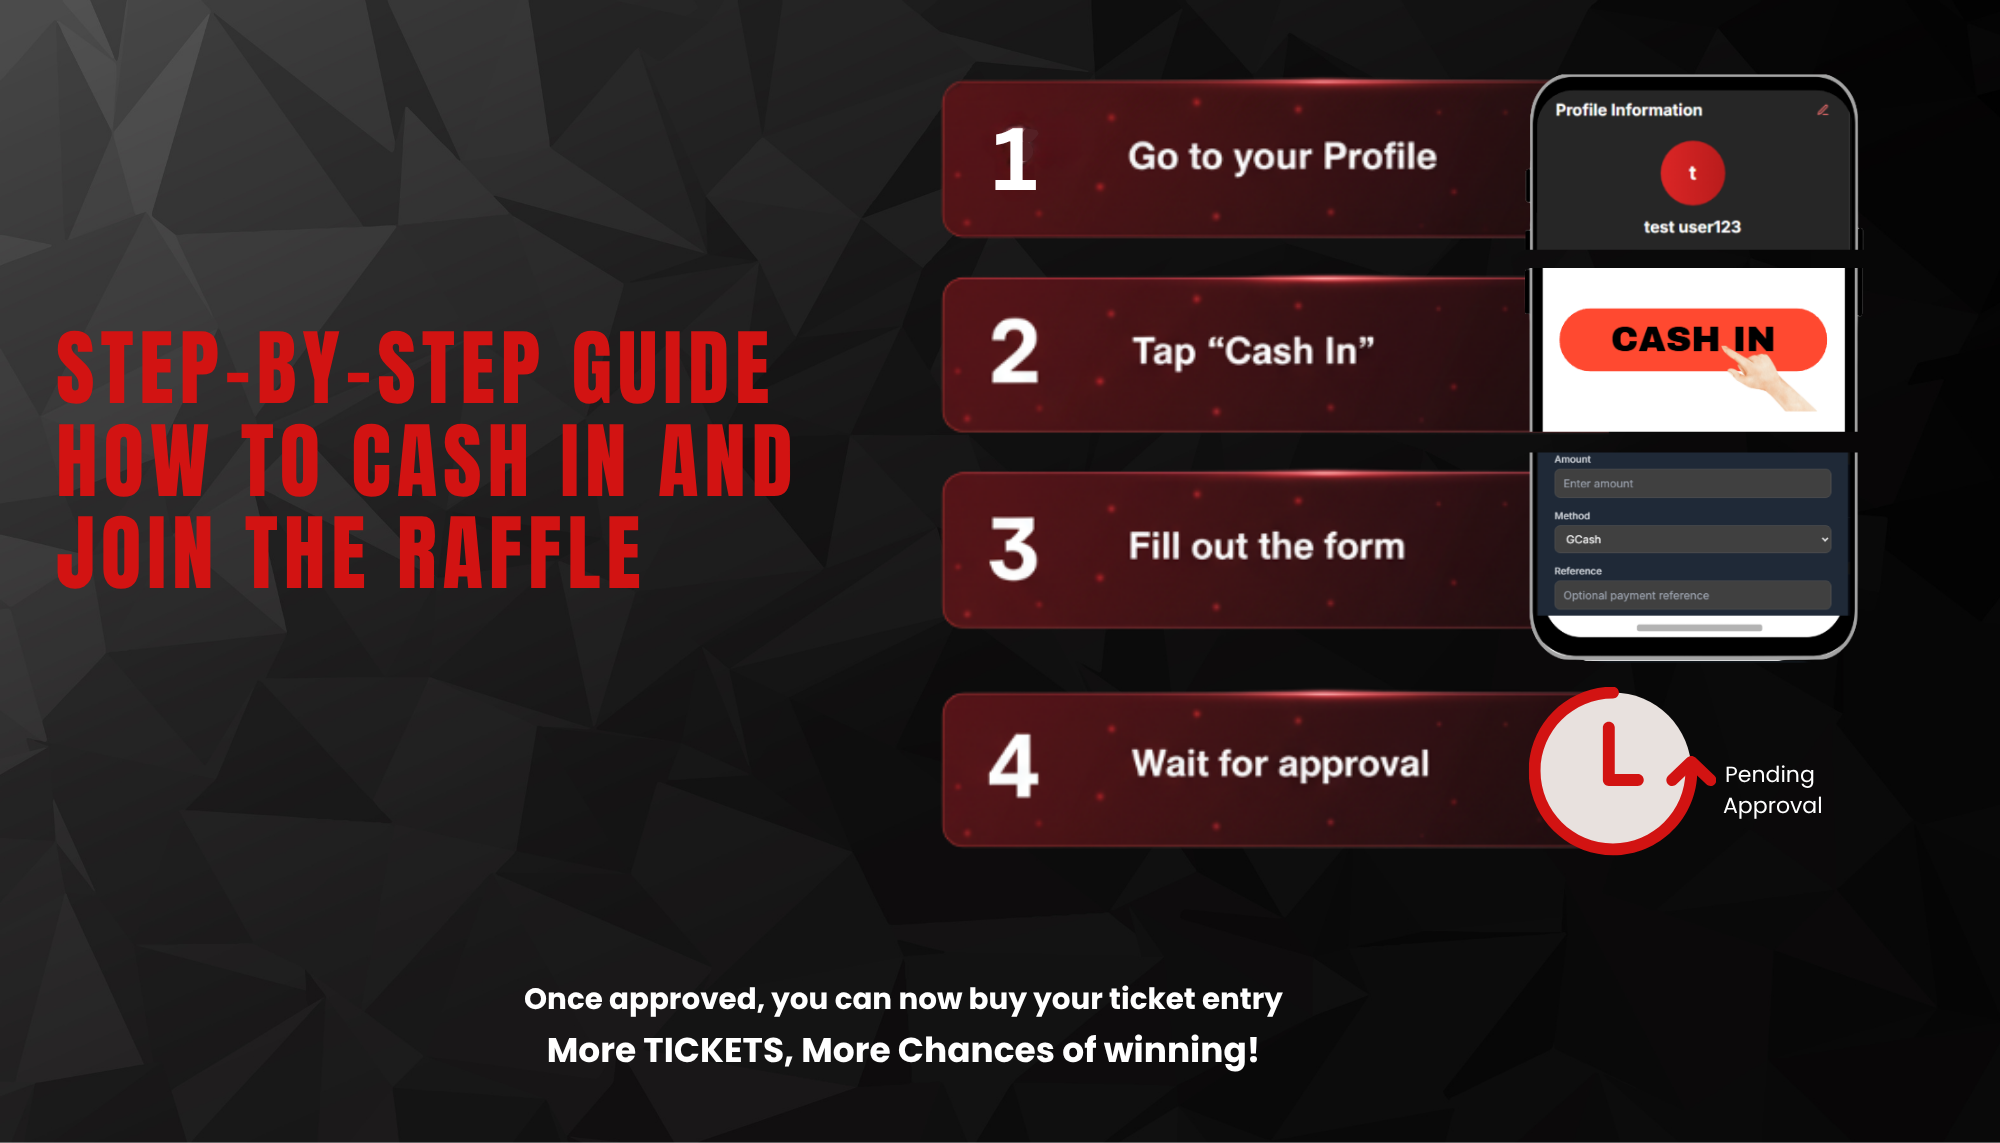 STEP-BY-STEP GUIDE
HOW TO CASH IN AND
JOIN THE RAFFLE
1
Go to your Profile
Profile Information
t
test user123
2
Tap “Cash In”
CASH IN
3
Fill out the form
Amount
Enter amount
Method
GCash
Reference
Optional payment reference
4
Wait for approval
Pending
Approval
Once approved, you can now buy your ticket entry
More TICKETS, More Chances of winning!